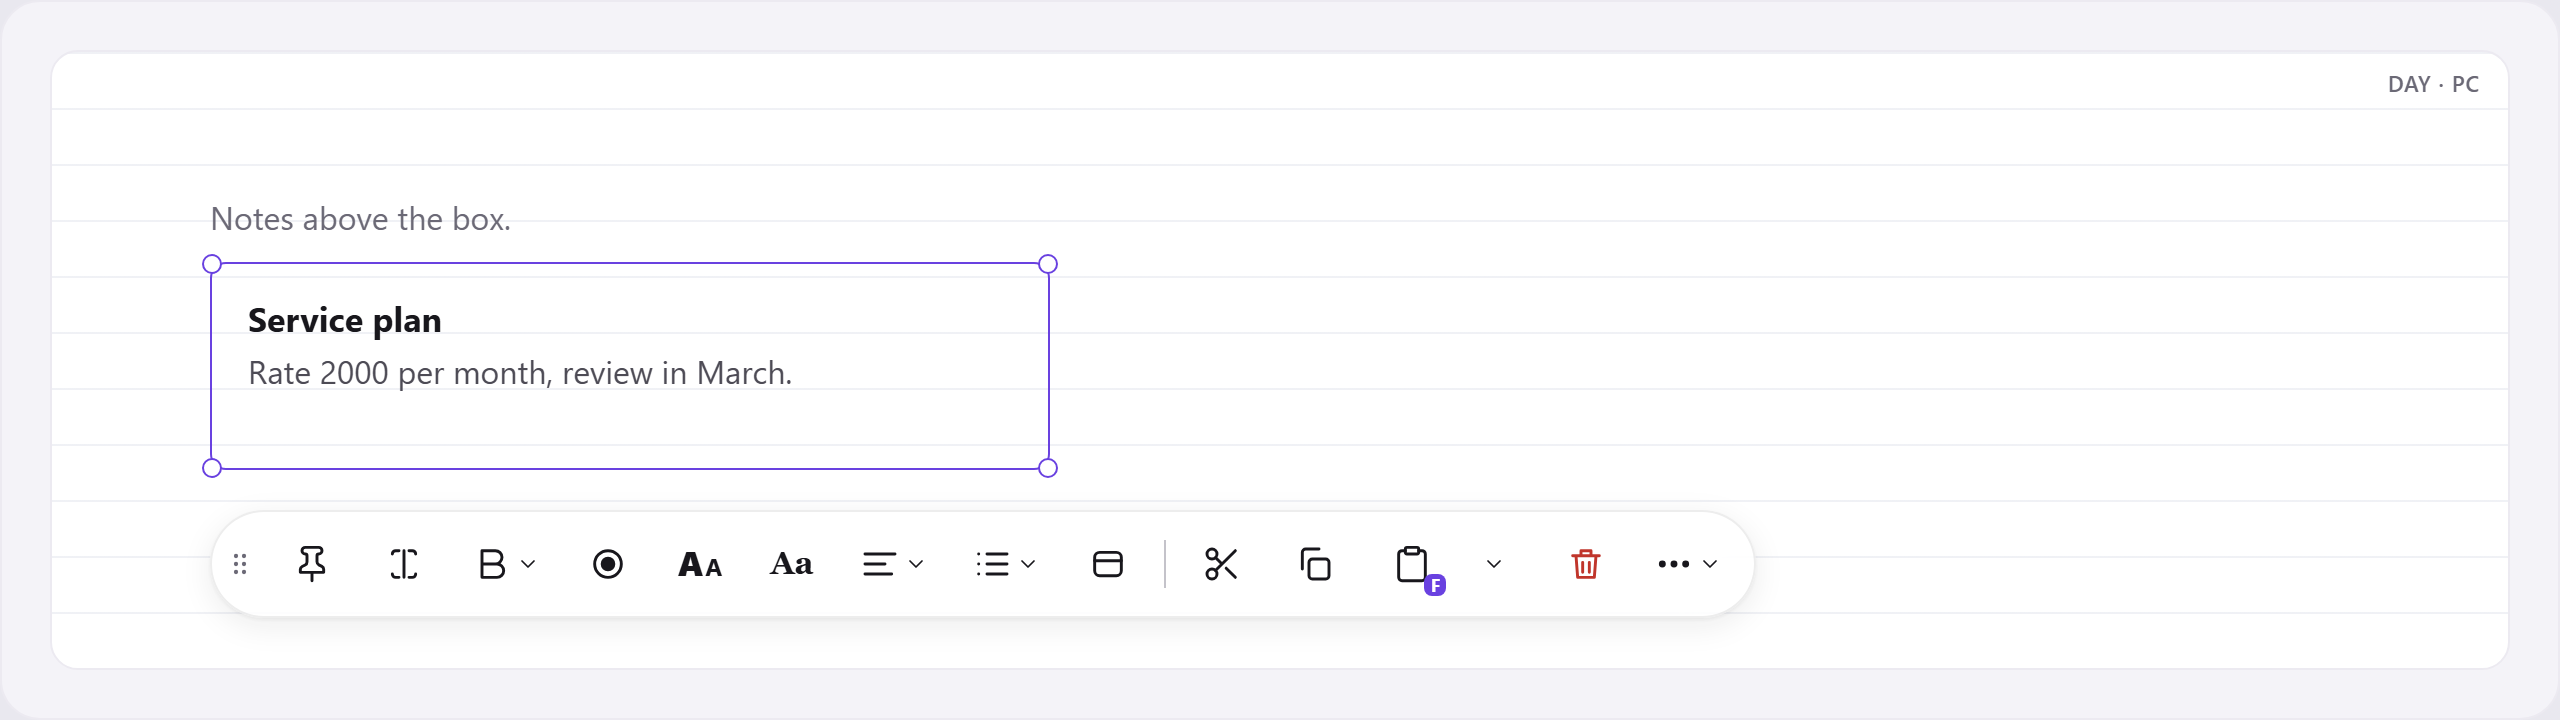 DAY · PC
Notes above the box.
Service plan
Rate 2000 per month, review in March.
B AA Aa F